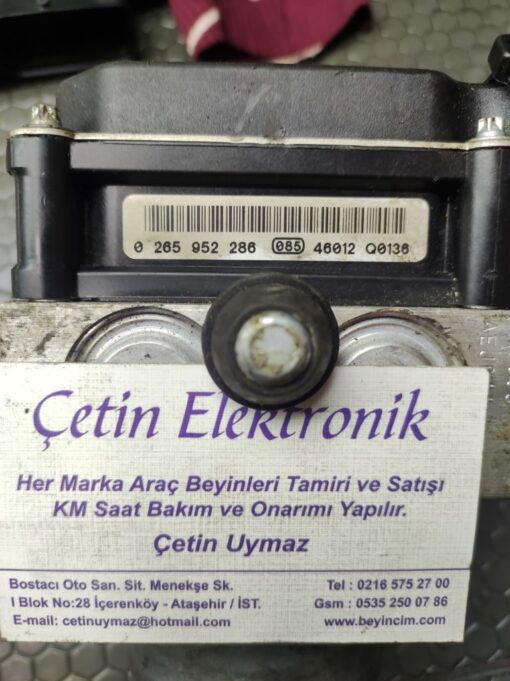 0 265 952 286 085 46012 Q0136
Çetin Elektronik
Her Marka Araç Beyinleri Tamiri ve Satışı
KM Saat Bakım ve Onarımı Yapılır.
Çetin Uymaz
Bostacı Oto San. Sit. Menekşe Sk.
I Blok No:28 İçerenköy - Ataşehir / İST.
E-mail: cetinuymaz@hotmail.com
Tel : 0216 575 27 00
Gsm : 0535 250 07 86
www.beyincim.com